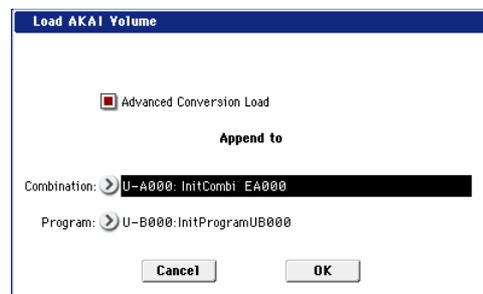 Load AKAI Volume
Advanced Conversion Load
Append to
Combination: U-A000: InitCombi EA000
Program: U-B000:InitProgramUB000
Cancel OK